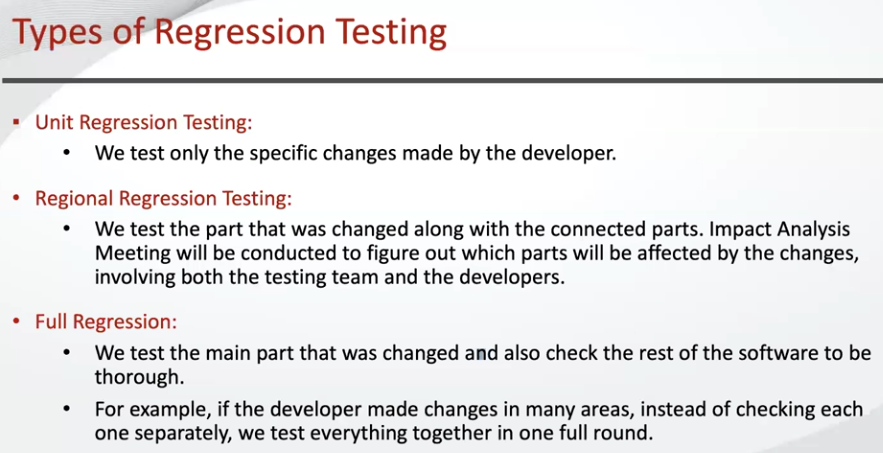 Types of Regression Testing
▪ Unit Regression Testing:
• We test only the specific changes made by the developer.
• Regional Regression Testing:
• We test the part that was changed along with the connected parts. Impact Analysis
Meeting will be conducted to figure out which parts will be affected by the changes,
involving both the testing team and the developers.
• Full Regression:
• We test the main part that was changed and also check the rest of the software to be
thorough.
• For example, if the developer made changes in many areas, instead of checking each
one separately, we test everything together in one full round.